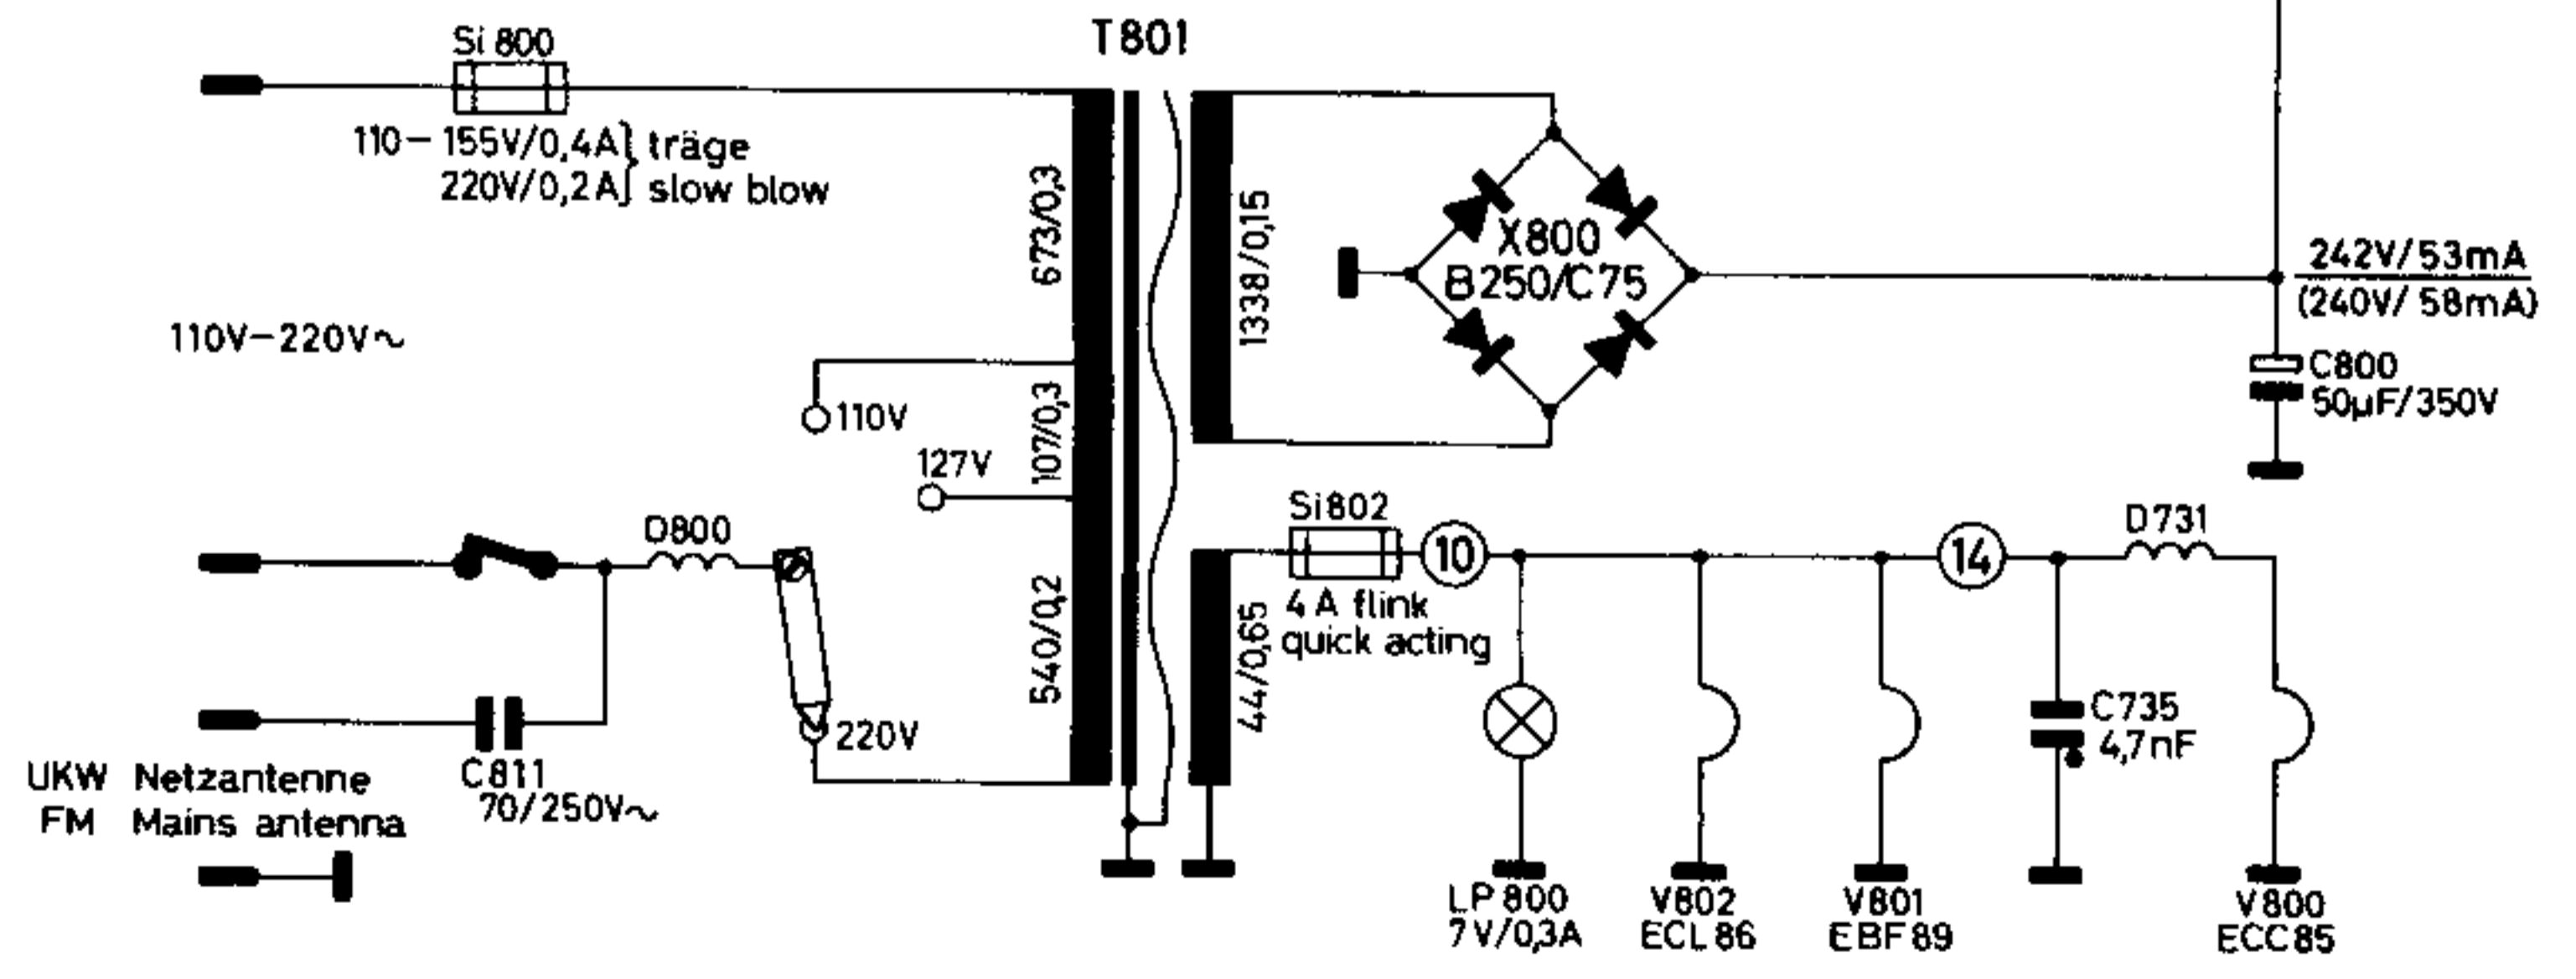 T801
Si 800
110-155V/0,4A} träge
220V/0,2A} slow blow
673/0,3
1338/0,15
X800
B250/C75
242V/53mA
(240V/58mA)
110V-220V~
C800
50µF/350V
110V
107/0,3
127V
Si802
4A flink
quick acting
10
14
D731
D800
540/0,2
44/0,65
220V
C735
4,7nF
C811
70/250V~
UKW Netzantenne
FM Mains antenna
LP 800
7V/0,3A
V802
ECL 86
V801
EBF 89
V800
ECC 85